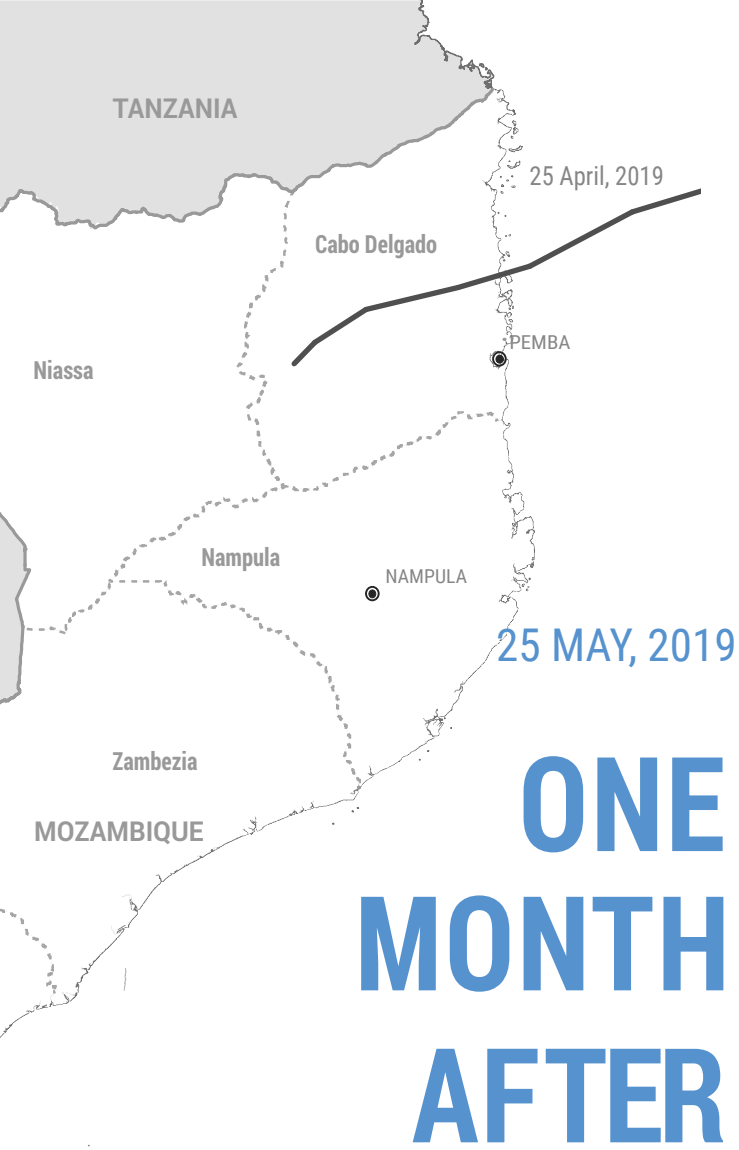 TANZANIA
25 April, 2019
Cabo Delgado
PEMBA
Niassa
Nampula
NAMPULA
25 MAY, 2019
Zambezia
MOZAMBIQUE
ONE
MONTH
AFTER